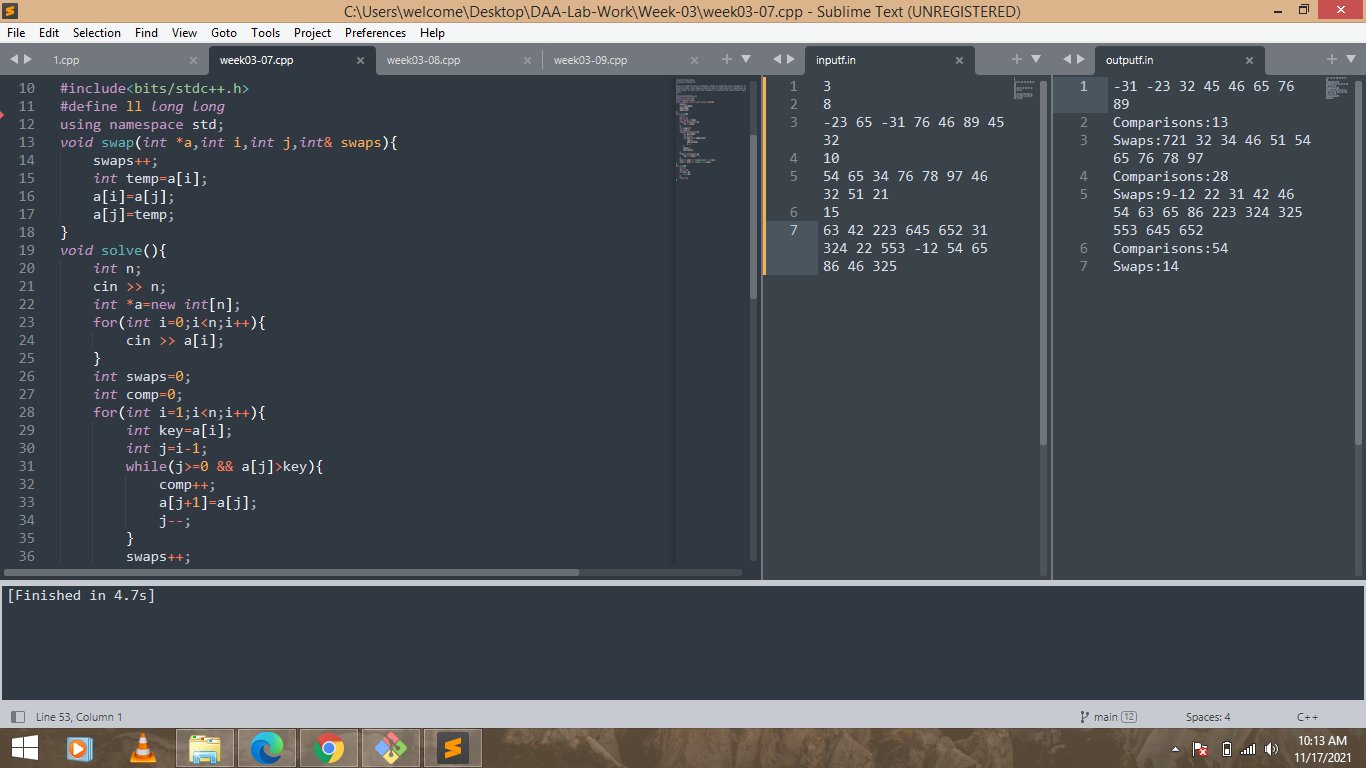 C:\Users\welcome\Desktop\DAA-Lab-Work\Week-03\week03-07.cpp - Sublime Text (UNREGISTERED)
File Edit Selection Find View Goto Tools Project Preferences Help
1.cpp week03-07.cpp week03-08.cpp week03-09.cpp
10 #include<bits/stdc++.h>
11 #define ll long long
12 using namespace std;
13 void swap(int *a,int i,int j,int& swaps){
14 swaps++;
15 int temp=a[i];
16 a[i]=a[j];
17 a[j]=temp;
18 }
19 void solve(){
20 int n;
21 cin >> n;
22 int *a=new int[n];
23 for(int i=0;i<n;i++){
24 cin >> a[i];
25 }
26 int swaps=0;
27 int comp=0;
28 for(int i=1;i<n;i++){
29 int key=a[i];
30 int j=i-1;
31 while(j>=0 && a[j]>key){
32 comp++;
33 a[j+1]=a[j];
34 j--;
35 }
36 swaps++;
inputf.in
1 3
2 8
3 -23 65 -31 76 46 89 45
32
4 10
5 54 65 34 76 78 97 46
32 51 21
6 15
7 63 42 223 645 652 31
324 22 553 -12 54 65
86 46 325
outputf.in
1 -31 -23 32 45 46 65 76
89
2 Comparisons:13
3 Swaps:721 32 34 46 51 54
65 76 78 97
4 Comparisons:28
5 Swaps:9-12 22 31 42 46
54 63 65 86 223 324 325
553 645 652
6 Comparisons:54
7 Swaps:14
[Finished in 4.7s]
Line 53, Column 1
main 12
Spaces: 4
C++
10:13 AM
11/17/2021